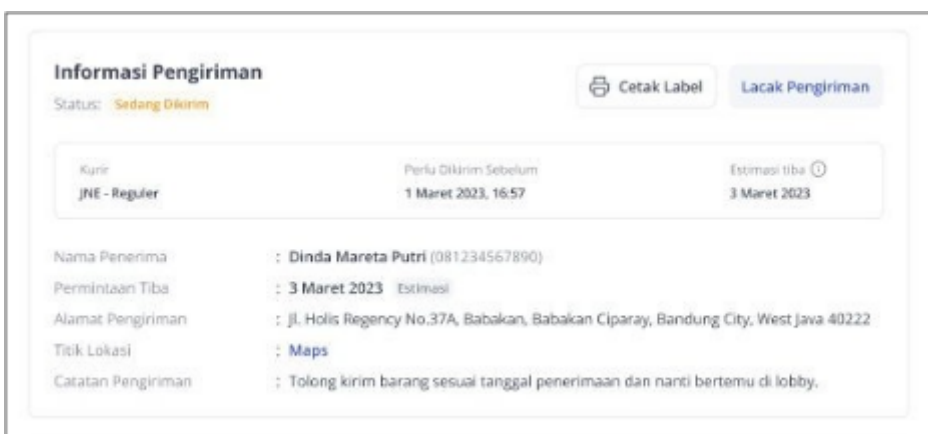 Informasi Pengiriman
Status: Sedang Dikirim
Cetak Label
Lacak Pengiriman
Kurir Perlu Dikirim Sebelum Estimasi tiba
JNE - Reguler 1 Maret 2023, 16:57 3 Maret 2023
Nama Penerima : Dinda Mareta Putri (081234567890)
Permintaan Tiba : 3 Maret 2023 Estimasi
Alamat Pengiriman : Jl. Holis Regency No.37A, Babakan, Babakan Ciparay, Bandung City, West Java 40222
Titik Lokasi : Maps
Catatan Pengiriman : Tolong kirim barang sesuai tanggal penerimaan dan nanti bertemu di lobby.